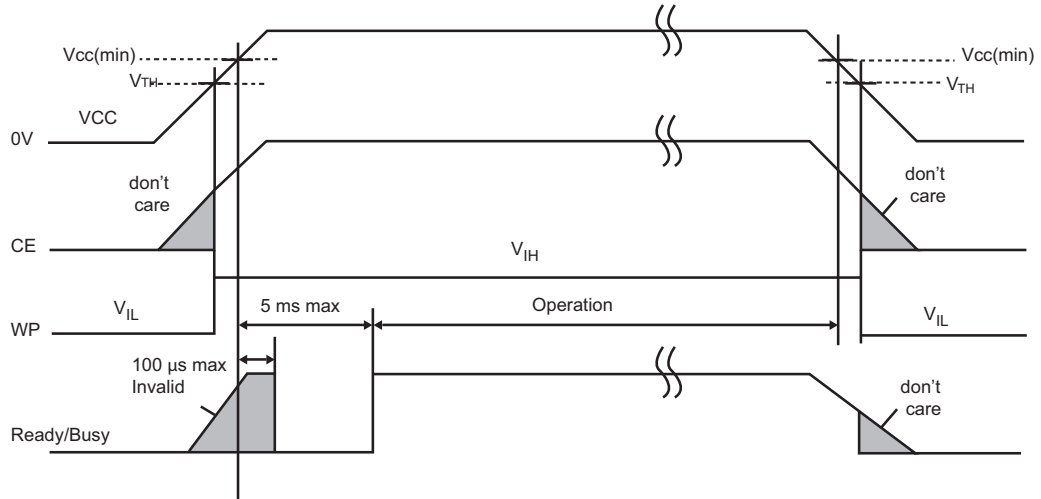 Vcc(min)
VTH
VCC
0V
Vcc(min)
VTH
don't
care
don't
care
CE
VIH
VIL
WP
5 ms max
Operation
VIL
100 µs max
Invalid
don't
care
Ready/Busy